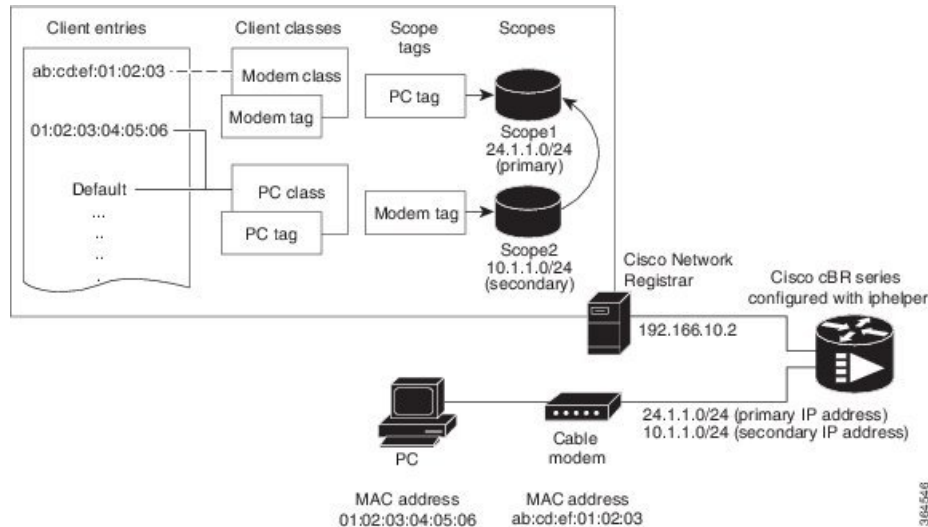 Client entries
Client classes
Scope
tags
Scopes
ab:cd:ef:01:02:03
Modem class
Modem tag
PC tag
Scope1
24.1.1.0/24
(primary)
01:02:03:04:05:06
Default
...
..
..
.
PC class
PC tag
Modem tag
Scope2
10.1.1.0/24
(secondary)
Cisco Network
Registrar
192.166.10.2
Cisco cBR series
configured with iphelper
24.1.1.0/24 (primary IP address)
10.1.1.0/24 (secondary IP address)
PC
Cable
modem
MAC address
01:02:03:04:05:06
MAC address
ab:cd:ef:01:02:03
364546